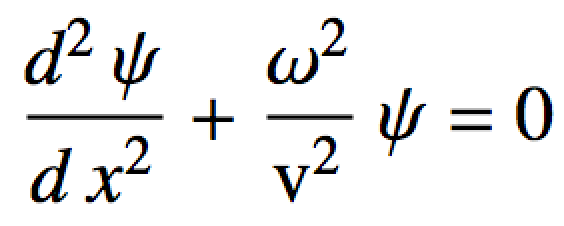 d² ψ / d x² + ω² / v² ψ = 0